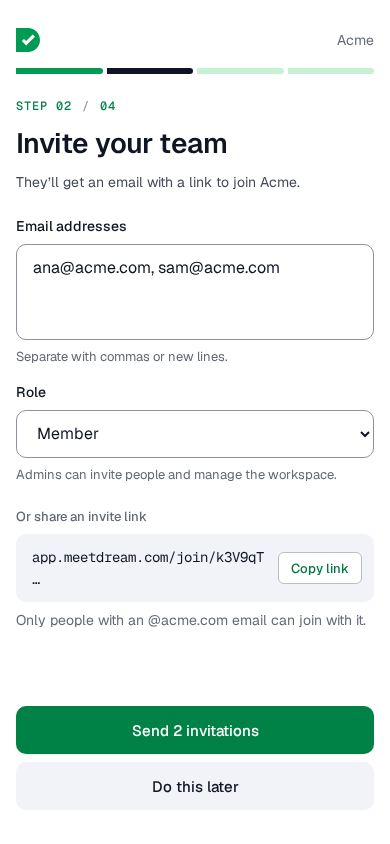 Acme
STEP 02 / 04
Invite your team
They'll get an email with a link to join Acme.
Email addresses
ana@acme.com, sam@acme.com
Separate with commas or new lines.
Role
Member
Admins can invite people and manage the workspace.
Or share an invite link
app.meetdream.com/join/k3V9qT
…
Copy link
Only people with an @acme.com email can join with it.
Send 2 invitations
Do this later